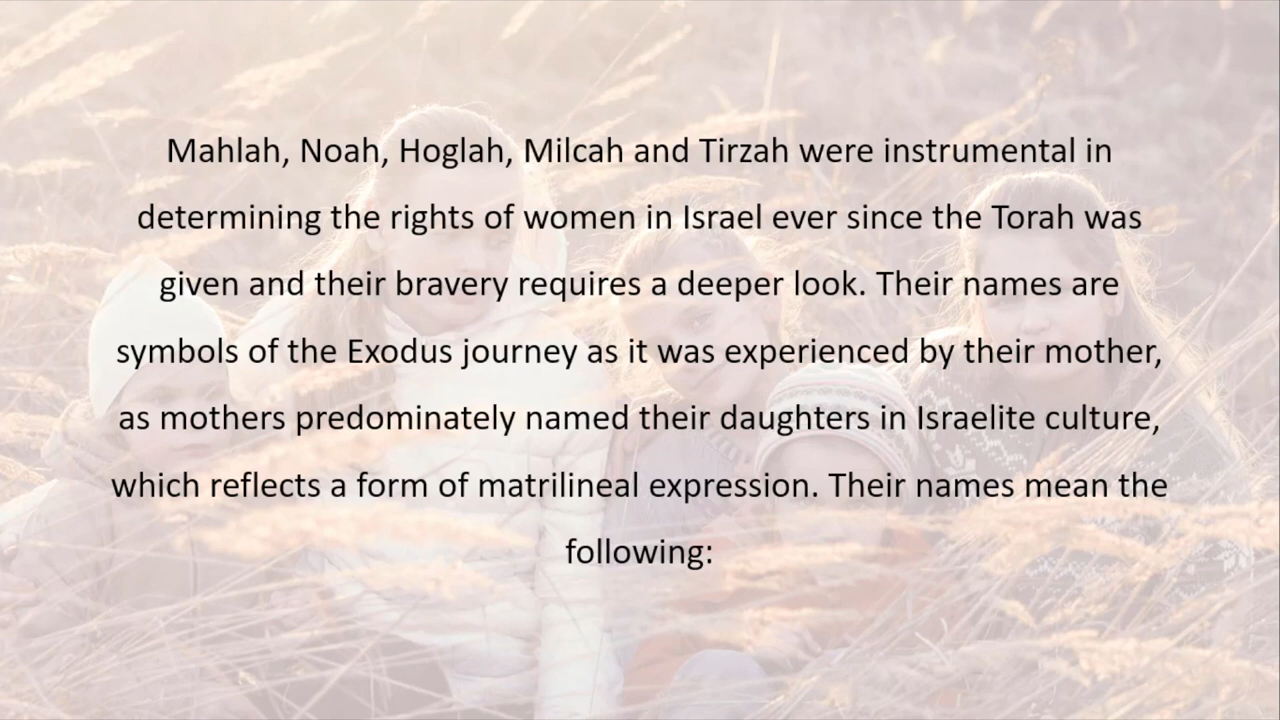 Mahlah, Noah, Hoglah, Milcah and Tirzah were instrumental in
determining the rights of women in Israel ever since the Torah was
given and their bravery requires a deeper look. Their names are
symbols of the Exodus journey as it was experienced by their mother,
as mothers predominately named their daughters in Israelite culture,
which reflects a form of matrilineal expression. Their names mean the
following: